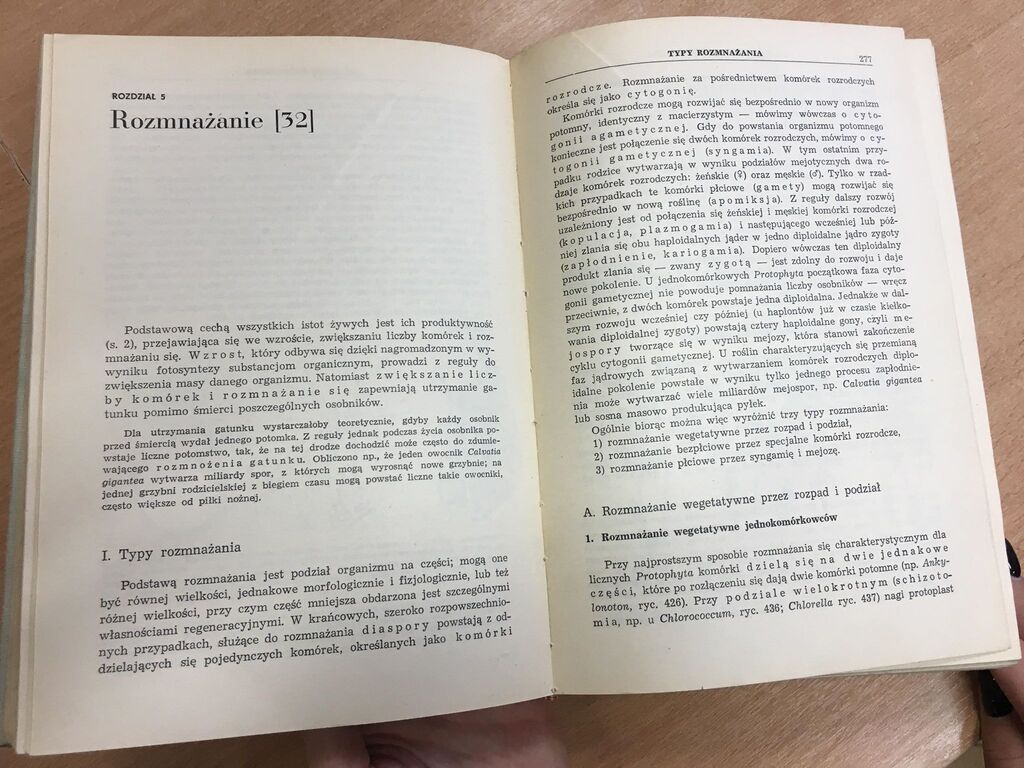 ROZDZIAŁ 5
Rozmnażanie [32]
Podstawową cechą wszystkich istot żywych jest ich produktywność
(s. 2), przejawiająca się we wzroście, zwiększaniu liczby komórek i roz-
mnażaniu się. Wzrost, który odbywa się dzięki nagromadzonym w wy-
wyniku fotosyntezy substancjom organicznym, prowadzi z reguły do
zwiększenia masy danego organizmu. Natomiast zwiększanie licz-
by komórek i rozmnażanie się zapewniają utrzymanie ga-
tunku pomimo śmierci poszczególnych osobników.
Dla utrzymania gatunku wystarczałoby teoretycznie, gdyby każdy osobnik
przed śmiercią wydał jednego potomka. Z reguły jednak podczas życia osobnika po-
wstaje liczne potomstwo, tak, że na tej drodze dochodzić może często do zdumie-
wającego rozmnożenia gatunku. Obliczono np., że jeden owocnik Calvatia
gigantea wytwarza miliardy spor, z których mogą wyrosnąć nowe grzybnie; na
jednej grzybni rodzicielskiej z biegiem czasu mogą powstać liczne takie owocniki,
często większe od piłki nożnej.
I. Typy rozmnażania
Podstawą rozmnażania jest podział organizmu na części; mogą one
być równej wielkości, jednakowe morfologicznie i fizjologicznie, lub też
różnej wielkości, przy czym część mniejsza obdarzona jest szczególnymi
własnościami regeneracyjnymi. W krańcowych, szeroko rozpowszechnio-
nych przypadkach, służące do rozmnażania diaspory powstają z od-
dzielających się pojedynczych komórek, określanych jako komórki
TYPY ROZMNAŻANIA 277
rozrodcze. Rozmnażanie za pośrednictwem komórek rozrodczych
określa się jako cytogonię.
Komórki rozrodcze mogą rozwijać się bezpośrednio w nowy organizm
potomny, identyczny z macierzystym — mówimy wówczas o cyto-
gonii agametycznej. Gdy do powstania organizmu potomnego
konieczne jest połączenie się dwóch komórek rozrodczych, mówimy o cy-
togonii gametycznej (syngamia). W tym ostatnim przy-
padku rodzice wytwarzają w wyniku podziałów mejotycznych dwa ro-
dzaje komórek rozrodczych: żeńskie (♀) oraz męskie (♂). Tylko w rzad-
kich przypadkach te komórki płciowe (gamety) mogą rozwijać się
bezpośrednio w nową roślinę (apomiksja). Z reguły dalszy rozwój
uzależniony jest od połączenia się żeńskiej i męskiej komórki rozrodczej
(kopulacja, plazmogamia) i następującego wcześniej lub póź-
niej zlania się obu haploidalnych jąder w jedno diploidalne jądro zygoty
(zapłodnienie, kariogamia). Dopiero wówczas ten diploidalny
produkt zlania się — zwany zygotą — jest zdolny do rozwoju i daje
nowe pokolenie. U jednokomórkowych Protophyta początkowa faza cyto-
gonii gametycznej nie powoduje pomnażania liczby osobników — wręcz
przeciwnie, z dwóch komórek powstaje jedna diploidalna. Jednakże w dal-
szym rozwoju wcześniej czy później (u haplontów już w czasie kiełko-
wania diploidalnej zygoty) powstają cztery haploidalne gony, czyli me-
jospory tworzące się w wyniku mejozy, która stanowi zakończenie
cyklu cytogonii gametycznej. U roślin charakteryzujących się przemianą
faz jądrowych związaną z wytwarzaniem komórek rozrodczych diplo-
idalne pokolenie powstałe w wyniku tylko jednego procesu zapłodnie-
nia może wytwarzać wiele miliardów mejospor, np. Calvatia gigantea
lub sosna masowo produkująca pyłek.
Ogólnie biorąc można więc wyróżnić trzy typy rozmnażania:
1) rozmnażanie wegetatywne przez rozpad i podział,
2) rozmnażanie bezpłciowe przez specjalne komórki rozrodcze,
3) rozmnażanie płciowe przez syngamię i mejozę.
A. Rozmnażanie wegetatywne przez rozpad i podział
1. Rozmnażanie wegetatywne jednokomórkowców
Przy najprostszym sposobie rozmnażania się charakterystycznym dla
licznych Protophyta komórki dzielą się na dwie jednakowe
części, które po rozłączeniu się dają dwie komórki potomne (np. Anky-
lonoton, ryc. 426). Przy podziale wielokrotnym (schizoto-
mia, np. u Chlorococcum, ryc. 436; Chlorella ryc. 437) nagi protoplast